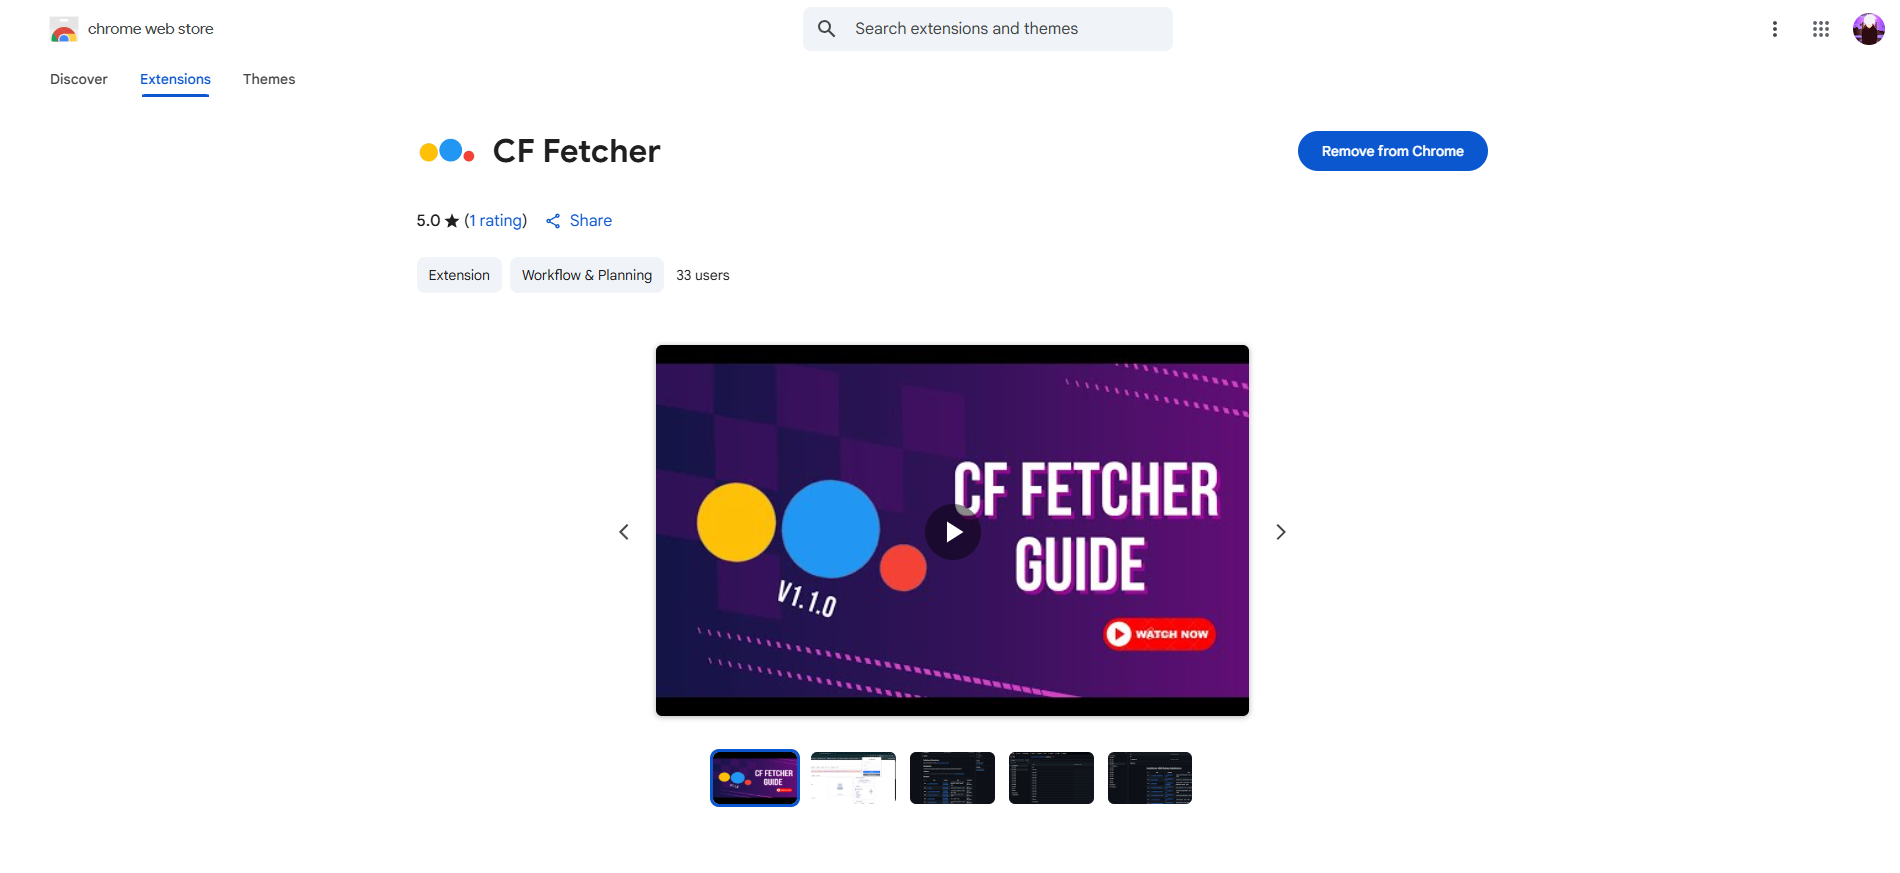 chrome web store
Search extensions and themes
Discover
Extensions
Themes
CF Fetcher
Remove from Chrome
5.0 ★ (1 rating)
Share
Extension
Workflow & Planning
33 users
CF FETCHER
GUIDE
V1.1.0
WATCH NOW
CF FETCHER
GUIDE